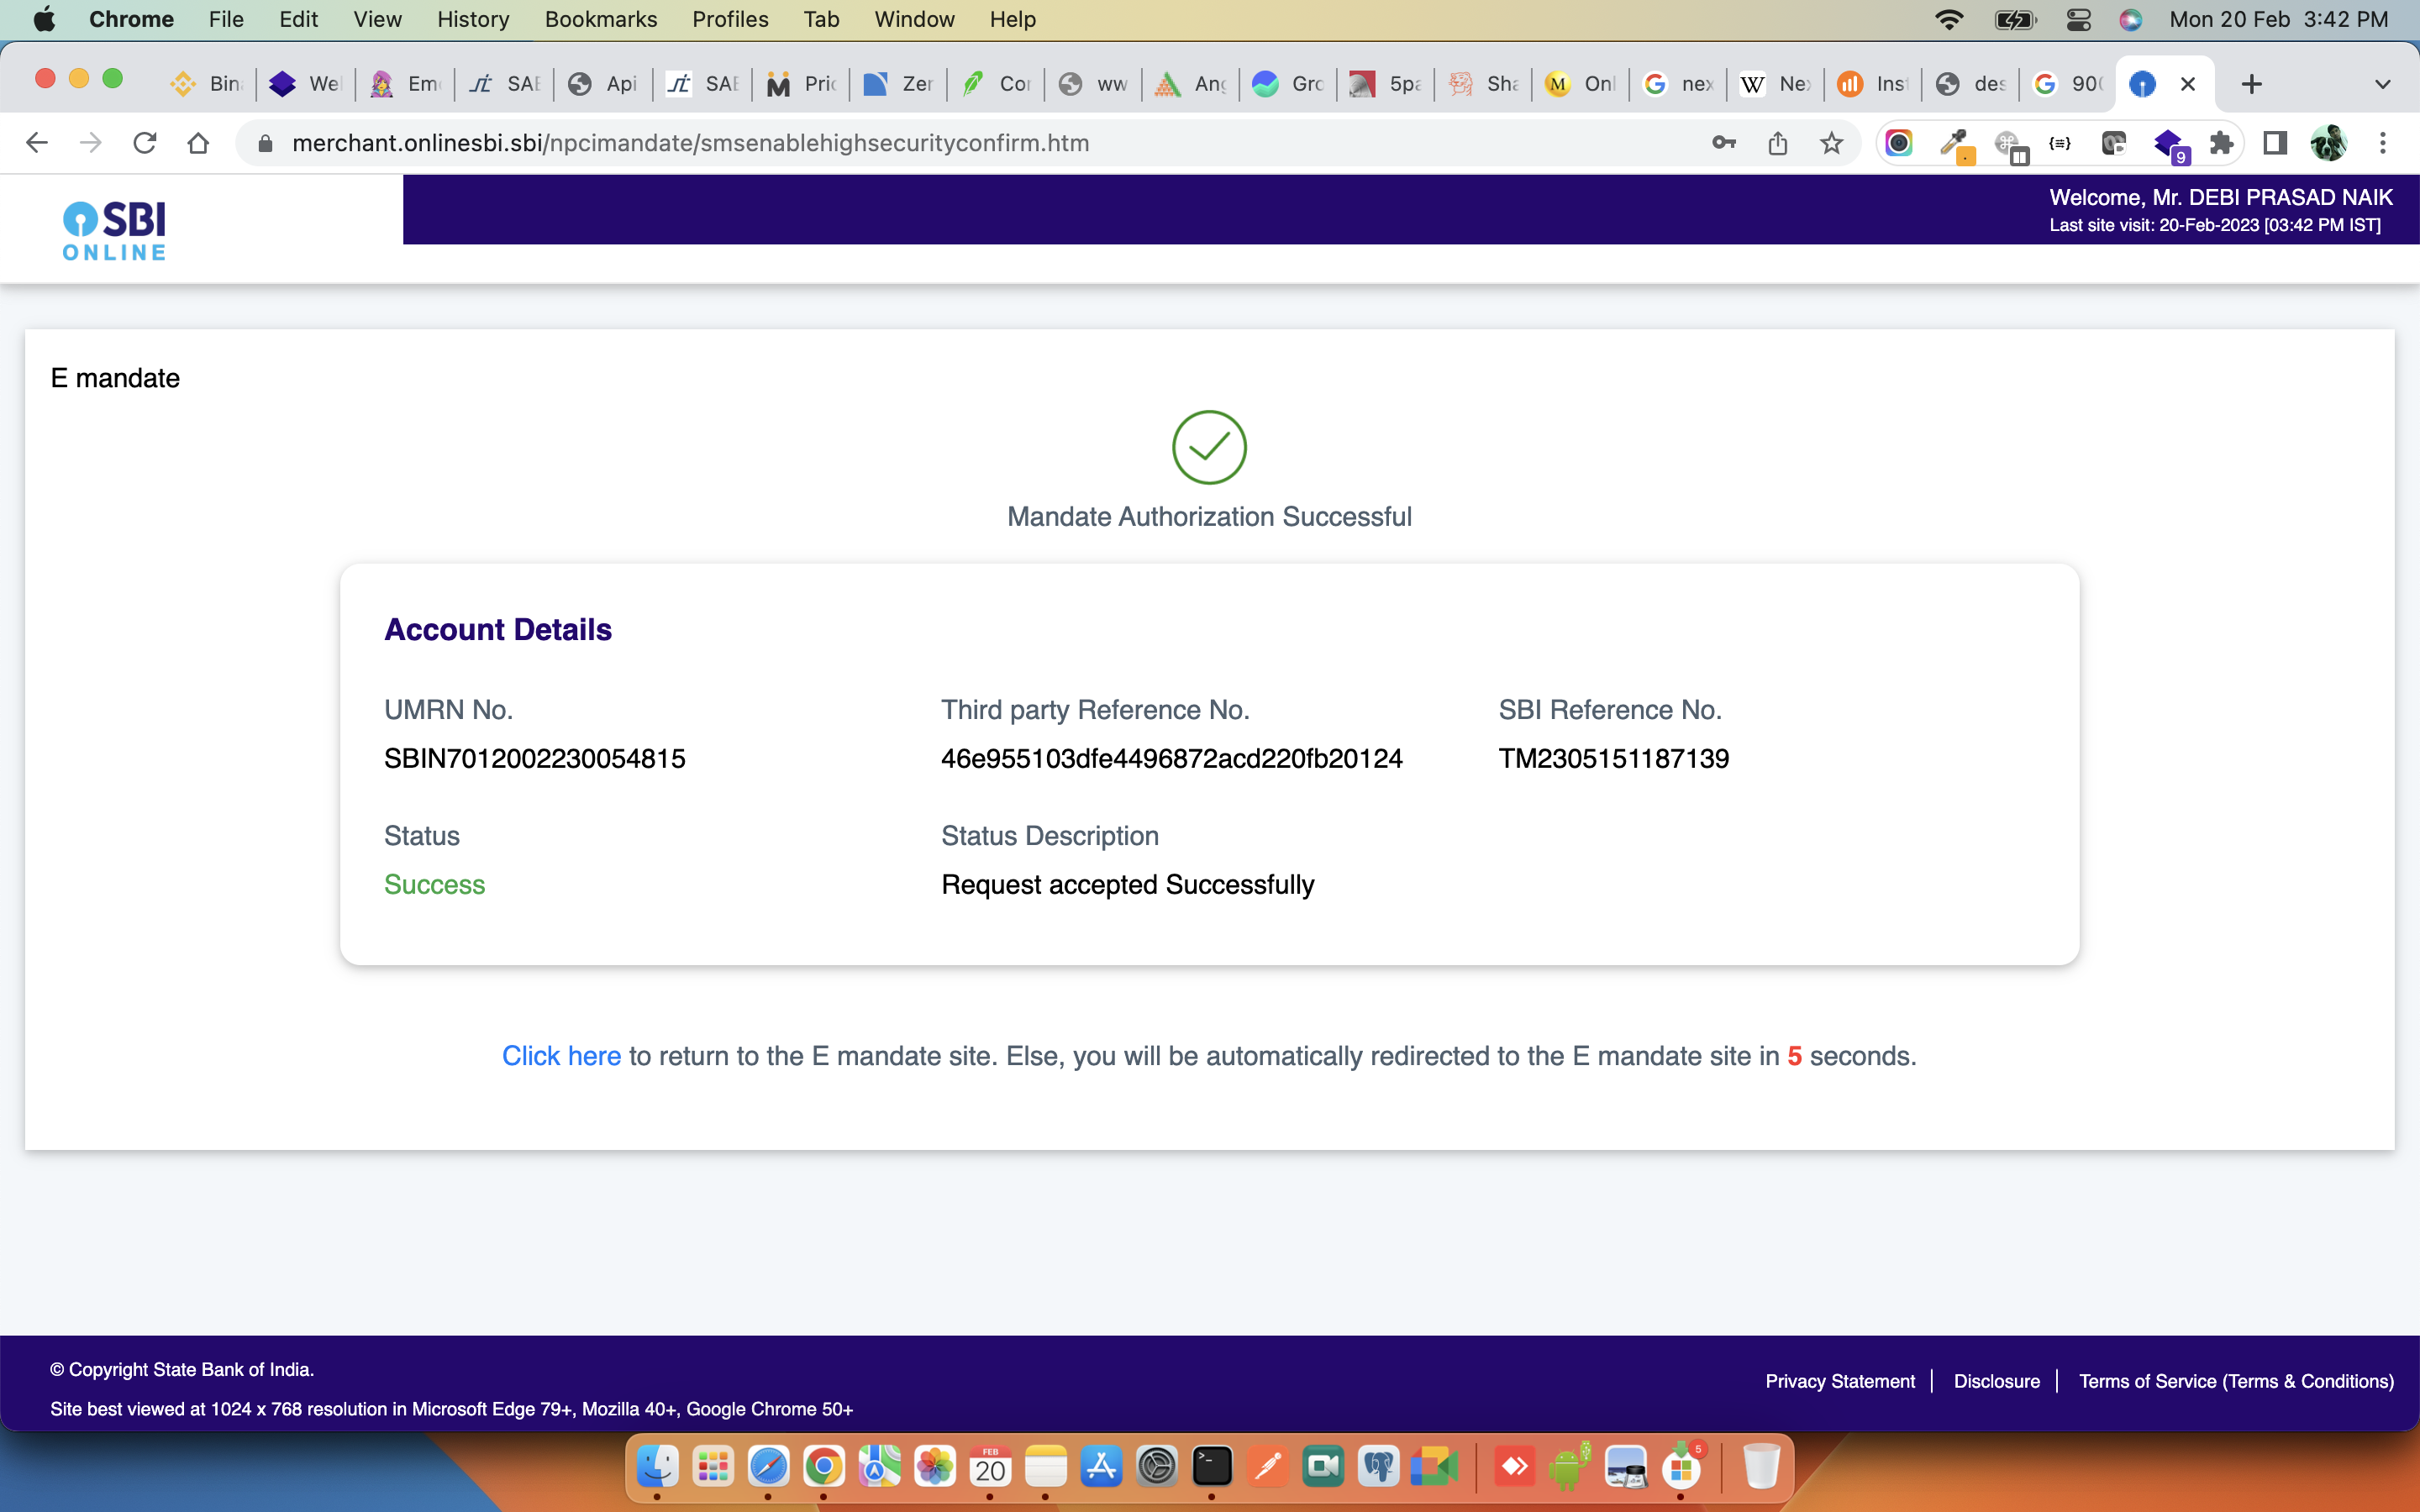 Chrome File Edit View History Bookmarks Profiles Tab Window Help Mon 20 Feb 3:42 PM
Bin We Em SAE Api SAE Pric Zer Cor ww Ang Gro 5pa Sha M Onl nex W Nex Inst des 900
merchant.onlinesbi.sbi/npcimandate/smsenablehighsecurityconfirm.htm
9
SBI
ONLINE
Welcome, Mr. DEBI PRASAD NAIK
Last site visit: 20-Feb-2023 [03:42 PM IST]
E mandate
Mandate Authorization Successful
Account Details
UMRN No. Third party Reference No. SBI Reference No.
SBIN7012002230054815 46e955103dfe4496872acd220fb20124 TM2305151187139
Status Status Description
Success Request accepted Successfully
Click here to return to the E mandate site. Else, you will be automatically redirected to the E mandate site in 5 seconds.
© Copyright State Bank of India.
Site best viewed at 1024 x 768 resolution in Microsoft Edge 79+, Mozilla 40+, Google Chrome 50+
Privacy Statement Disclosure Terms of Service (Terms & Conditions)
FEB
20
5